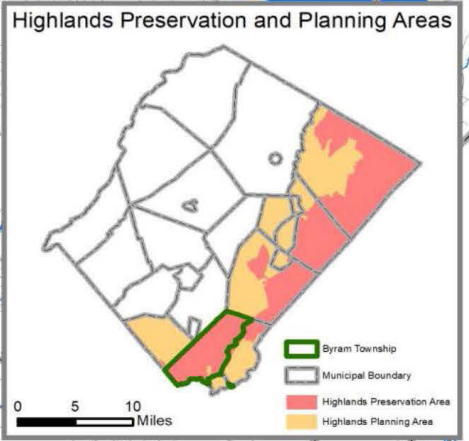 Highlands Preservation and Planning Areas
Byram Township
Municipal Boundary
Highlands Preservation Area
Highlands Planning Area
0 5 10
Miles